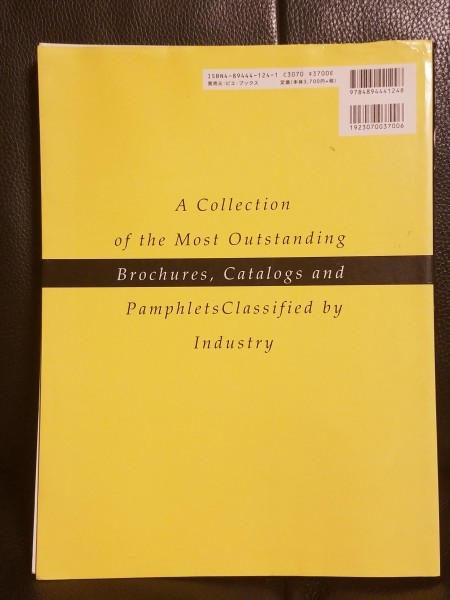 ISBN4-89444-124-1 C3070 ¥3700E
発売元/ピエ・ブックス 定価(本体3,700円+税)
9784894441248
1923070037006
A Collection
of the Most Outstanding
Brochures, Catalogs and
PamphletsClassified by
Industry